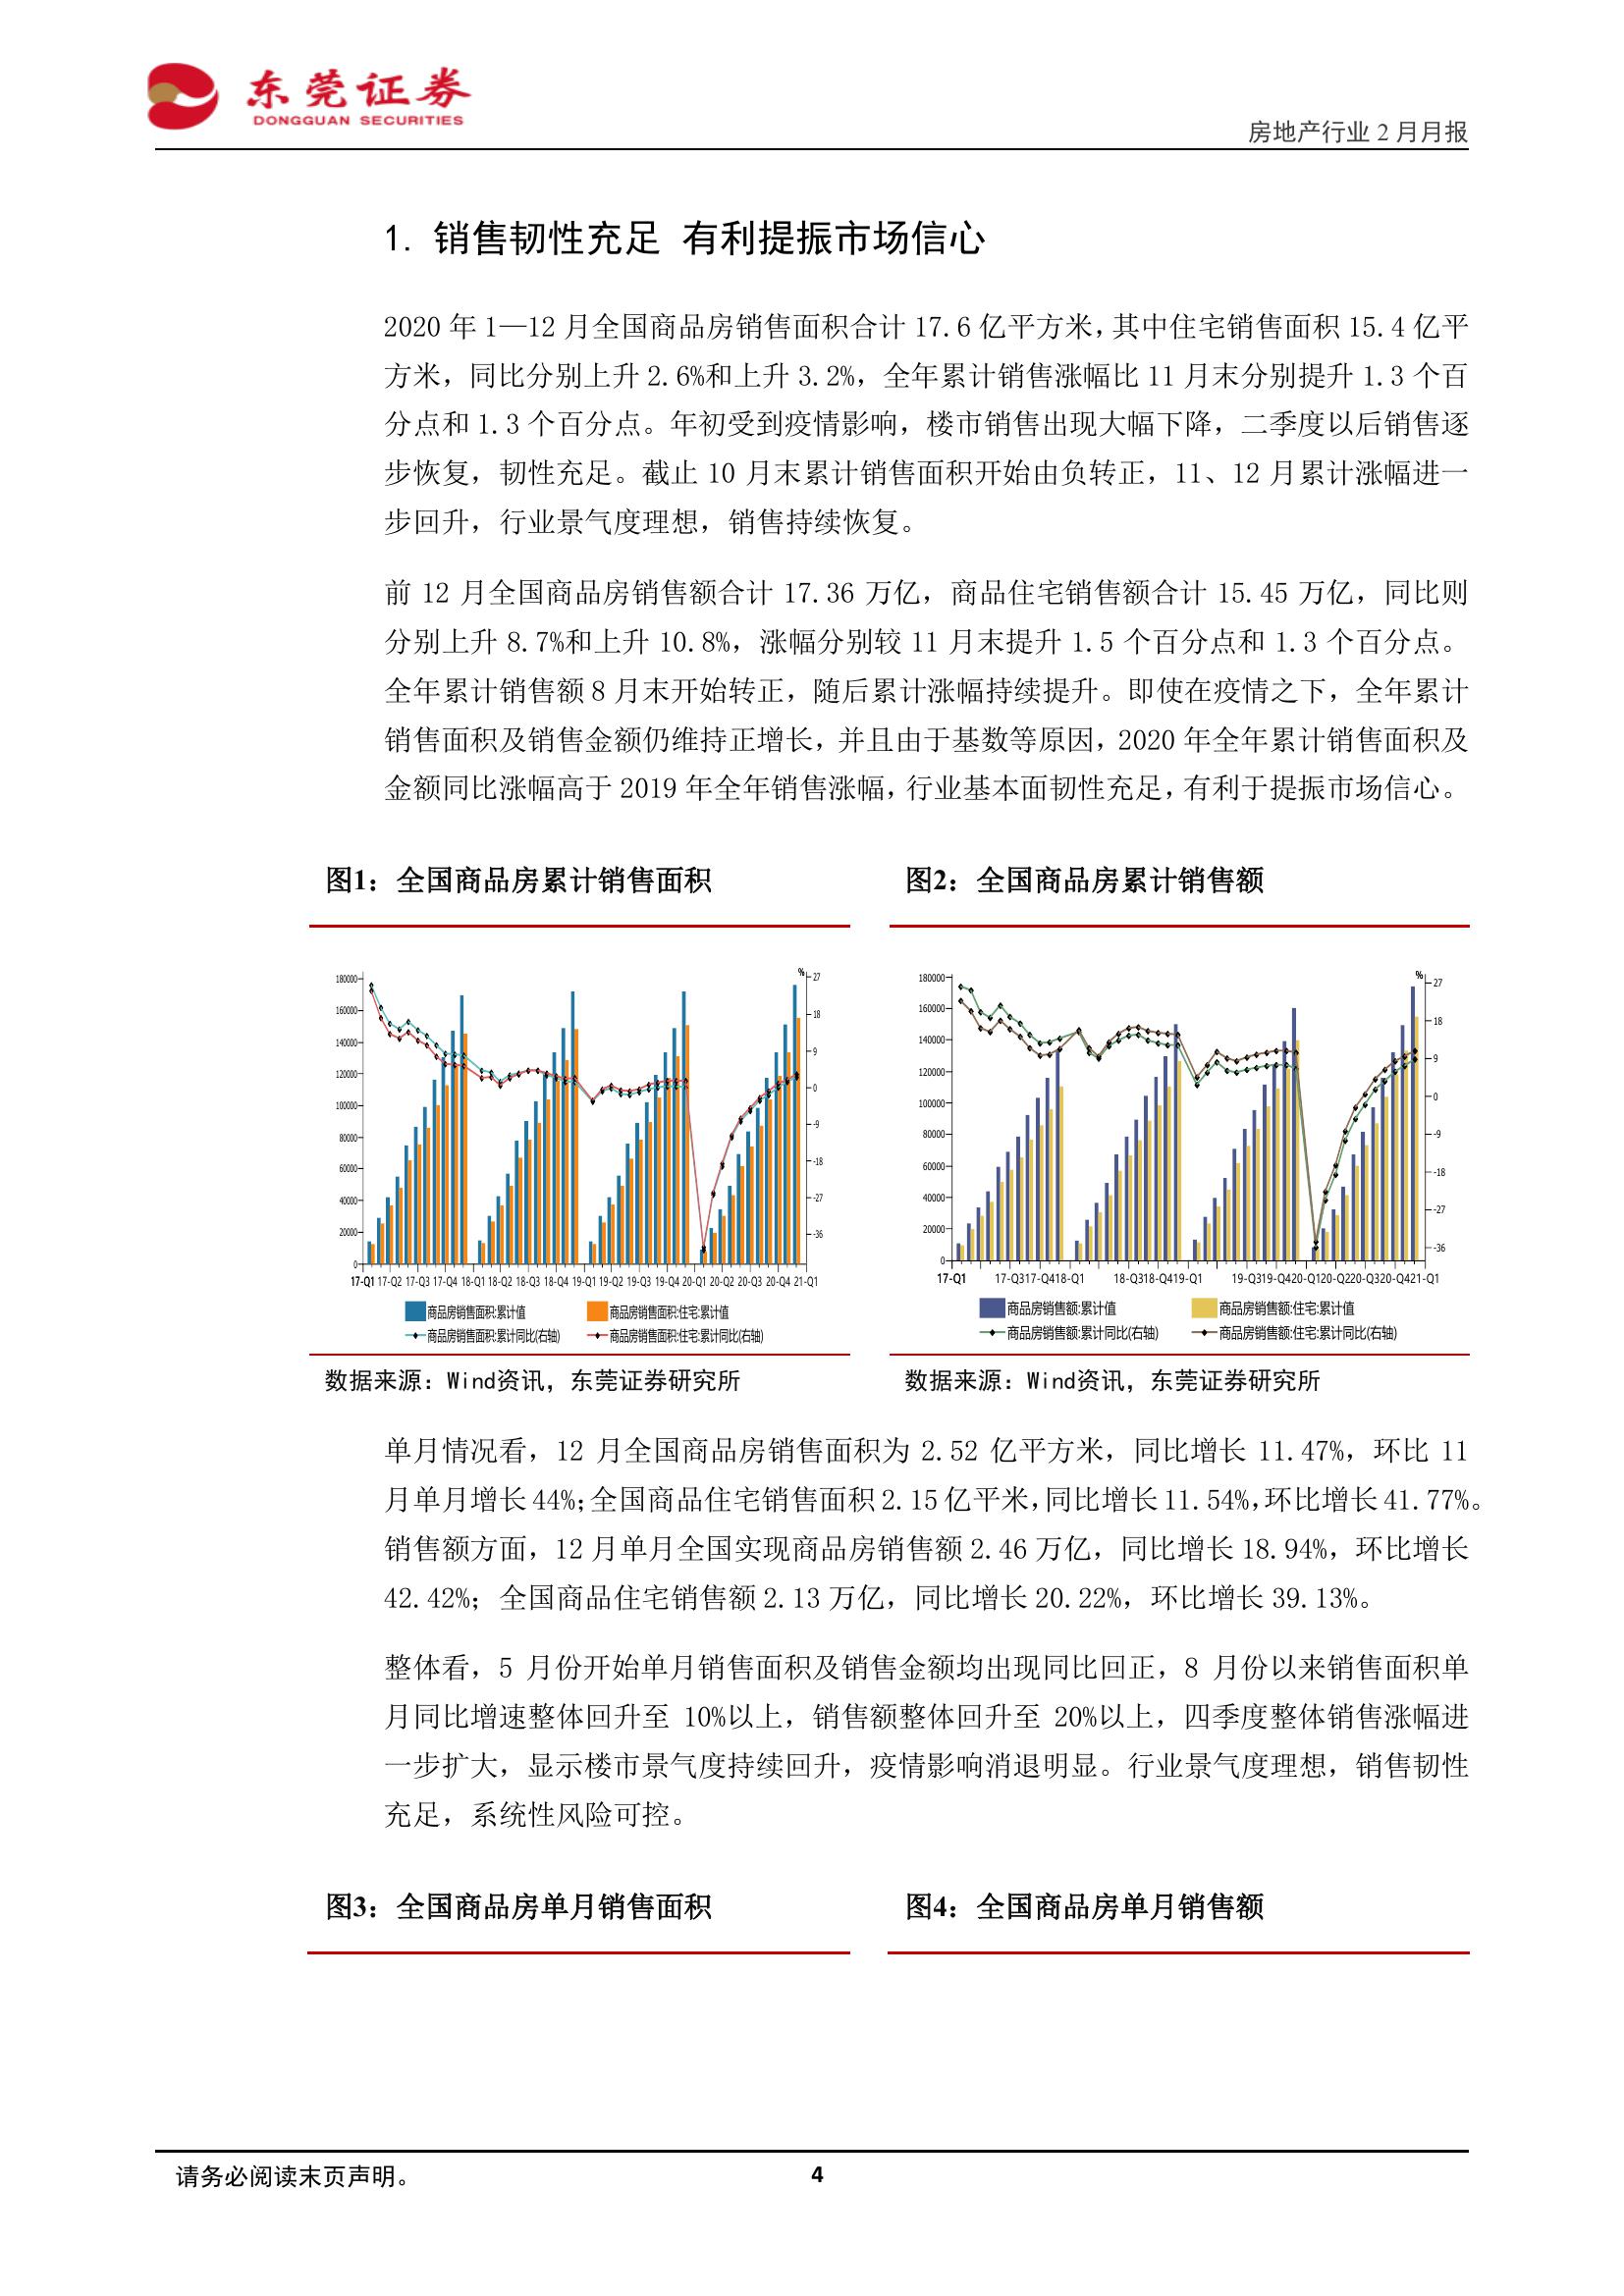 东莞证券
DONGGUAN SECURITIES
房地产行业 2 月月报
1. 销售韧性充足 有利提振市场信心
2020 年 1—12 月全国商品房销售面积合计 17.6 亿平方米，其中住宅销售面积 15.4 亿平
方米，同比分别上升 2.6%和上升 3.2%，全年累计销售涨幅比 11 月末分别提升 1.3 个百
分点和 1.3 个百分点。年初受到疫情影响，楼市销售出现大幅下降，二季度以后销售逐
步恢复，韧性充足。截止 10 月末累计销售面积开始由负转正，11、12 月累计涨幅进一
步回升，行业景气度理想，销售持续恢复。
前 12 月全国商品房销售额合计 17.36 万亿，商品住宅销售额合计 15.45 万亿，同比则
分别上升 8.7%和上升 10.8%，涨幅分别较 11 月末提升 1.5 个百分点和 1.3 个百分点。
全年累计销售额 8 月末开始转正，随后累计涨幅持续提升。即使在疫情之下，全年累计
销售面积及销售金额仍维持正增长，并且由于基数等原因，2020 年全年累计销售面积及
金额同比涨幅高于 2019 年全年销售涨幅，行业基本面韧性充足，有利于提振市场信心。
图1：全国商品房累计销售面积
图2：全国商品房累计销售额
%
180000 160000 140000 120000 100000 80000 60000 40000 20000 0
27 18 9 0 -9 -18 -27 -36
17-Q1 17-Q2 17-Q3 17-Q4 18-Q1 18-Q2 18-Q3 18-Q4 19-Q1 19-Q2 19-Q3 19-Q4 20-Q1 20-Q2 20-Q3 20-Q4 21-Q1
商品房销售面积:累计值 商品房销售面积:住宅:累计值
商品房销售面积:累计同比(右轴) 商品房销售面积:住宅:累计同比(右轴)
%
180000 160000 140000 120000 100000 80000 60000 40000 20000 0
27 18 9 0 -9 -18 -27 -36
17-Q1 17-Q317-Q418-Q1 18-Q318-Q419-Q1 19-Q319-Q420-Q120-Q220-Q320-Q421-Q1
商品房销售额:累计值 商品房销售额:住宅:累计值
商品房销售额:累计同比(右轴) 商品房销售额:住宅:累计同比(右轴)
数据来源：Wind资讯，东莞证券研究所
数据来源：Wind资讯，东莞证券研究所
单月情况看，12 月全国商品房销售面积为 2.52 亿平方米，同比增长 11.47%，环比 11
月单月增长 44%；全国商品住宅销售面积 2.15 亿平米，同比增长 11.54%，环比增长 41.77%。
销售额方面，12 月单月全国实现商品房销售额 2.46 万亿，同比增长 18.94%，环比增长
42.42%；全国商品住宅销售额 2.13 万亿，同比增长 20.22%，环比增长 39.13%。
整体看，5 月份开始单月销售面积及销售金额均出现同比回正，8 月份以来销售面积单
月同比增速整体回升至 10%以上，销售额整体回升至 20%以上，四季度整体销售涨幅进
一步扩大，显示楼市景气度持续回升，疫情影响消退明显。行业景气度理想，销售韧性
充足，系统性风险可控。
图3：全国商品房单月销售面积
图4：全国商品房单月销售额
请务必阅读末页声明。
4